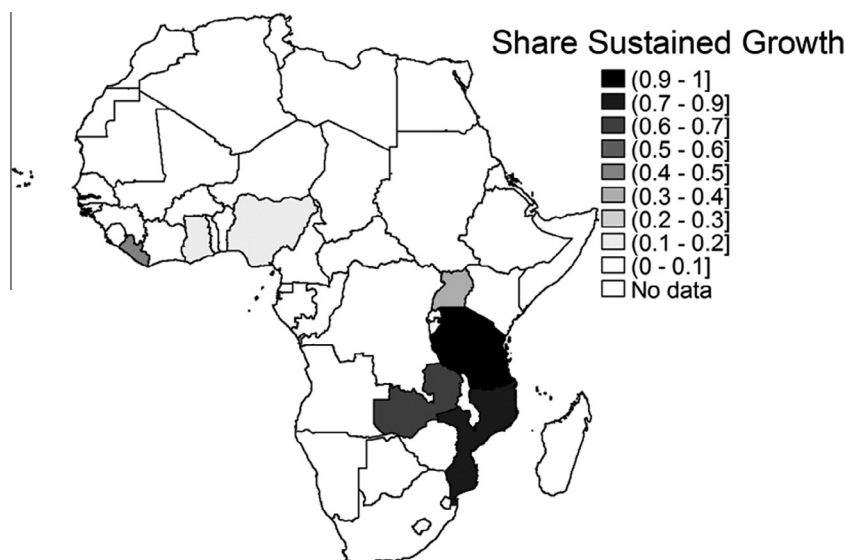 Share Sustained Growth
(0.9 - 1]
(0.7 - 0.9]
(0.6 - 0.7]
(0.5 - 0.6]
(0.4 - 0.5]
(0.3 - 0.4]
(0.2 - 0.3]
(0.1 - 0.2]
(0 - 0.1]
No data